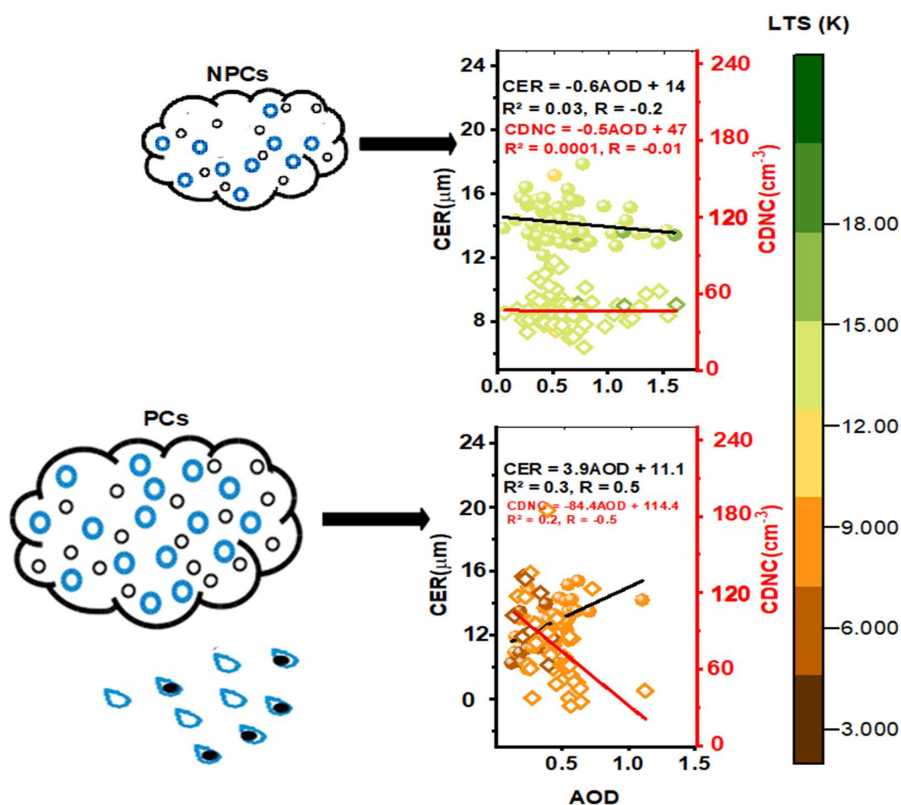 LTS (K)
NPCs
24
20
16
12
8
CER(μm)
CER = -0.6AOD + 14
R² = 0.03, R = -0.2
CDNC = -0.5AOD + 47
R² = 0.0001, R = -0.01
240
180
120
60
0
CDNC(cm⁻³)
0.0 0.5 1.0 1.5
PCs
24
20
16
12
0
CER(μm)
CER = 3.9AOD + 11.1
R² = 0.3, R = 0.5
CDNC = -84.4AOD + 114.4
R² = 0.2, R = -0.5
240
180
100
60
0
CDNC(cm⁻³)
0.5 1.0
AOD
18.00
15.00
12.00
9.000
6.000
3.000